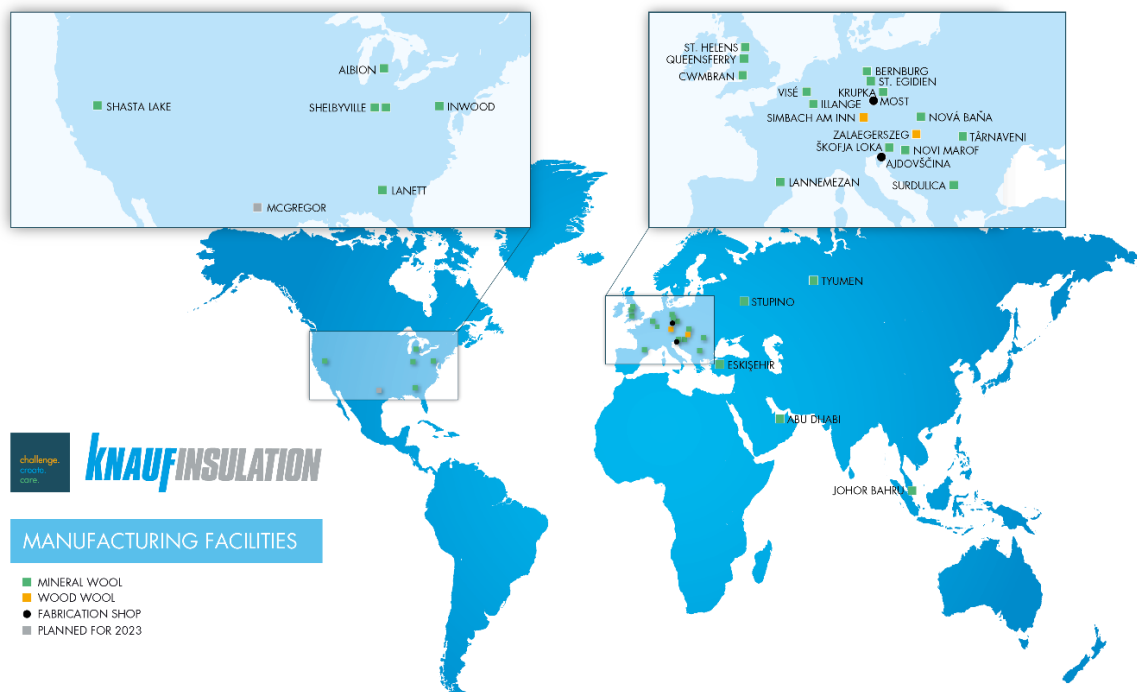 ALBION
SHASTA LAKE
SHELBYVILLE
INWOOD
LANETT
MCGREGOR
ST. HELENS
QUEENSFERRY
CWMBRAN
BERNBURG
ST. EGIDIEN
VISÉ
KRUPKA
MOST
ILLANGE
SIMBACH AM INN
NOVÁ BAŇA
ZALAEGERSZEG
TÂRNAVENI
ŠKOFJA LOKA
NOVI MAROF
AJDOVŠČINA
LANNEMEZAN
SURDULICA
TYUMEN
STUPINO
ESKIŞEHIR
ABU DHABI
JOHOR BAHRU
challenge.
create.
care.
KNAUFINSULATION
MANUFACTURING FACILITIES
MINERAL WOOL
WOOD WOOL
FABRICATION SHOP
PLANNED FOR 2023